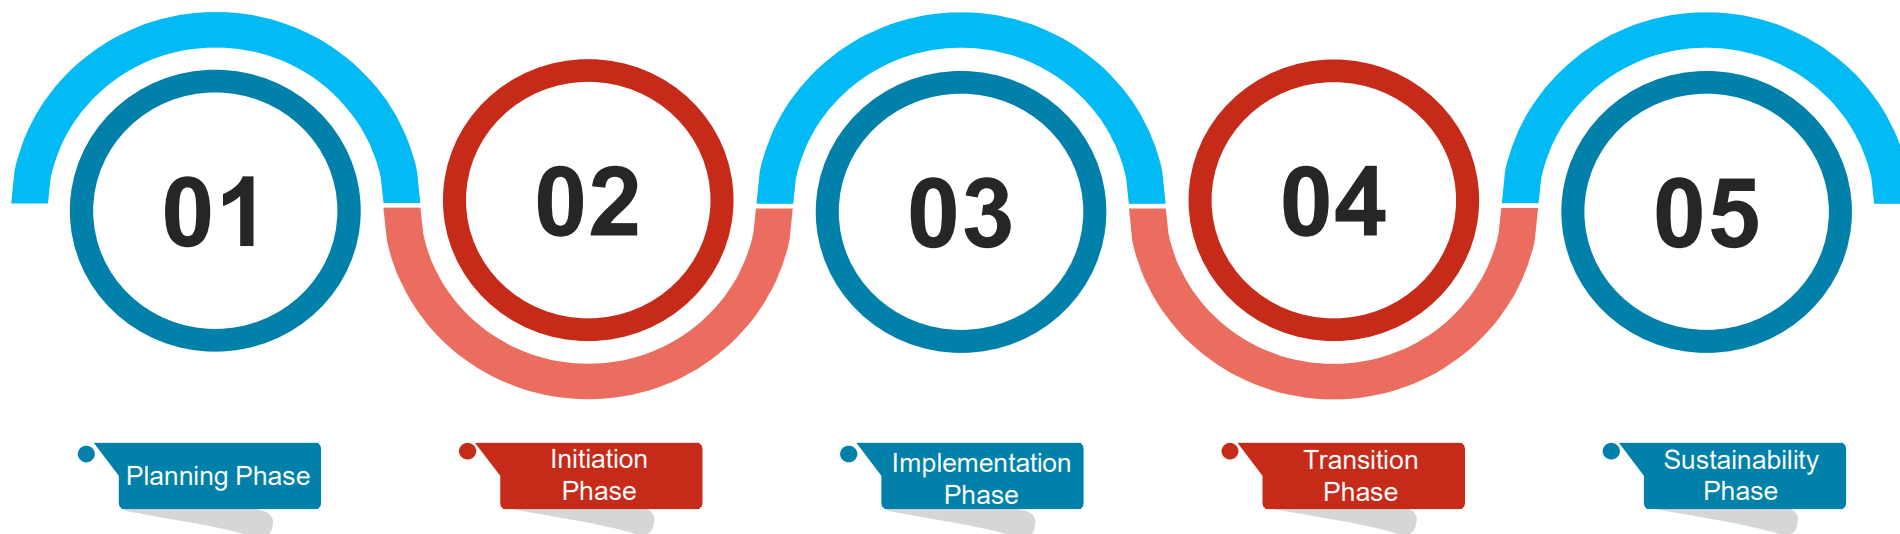 01
02
03
04
05
Planning Phase
Initiation
Phase
Implementation
Phase
Transition
Phase
Sustainability
Phase